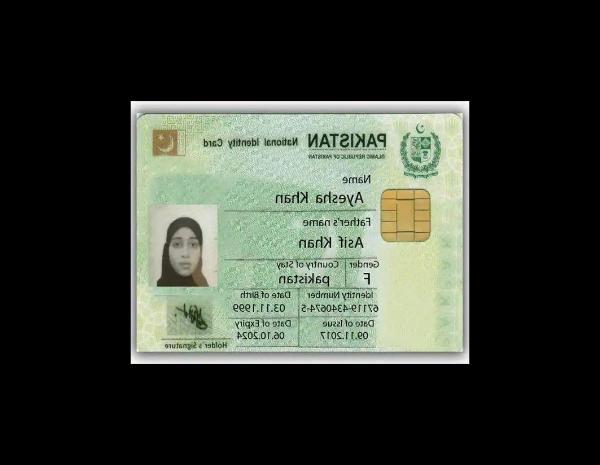 PAKISTAN National Identity Card
ISLAMIC REPUBLIC OF PAKISTAN
Name
Ayesha Khan
Father's name
Asif Khan
Gender Country of Stay
F pakistan
Identity Number Date of Birth
67119-4340674-5 03.11.1999
Date of Issue Date of Expiry
09.11.2017 06.10.2024
Holder's Signature